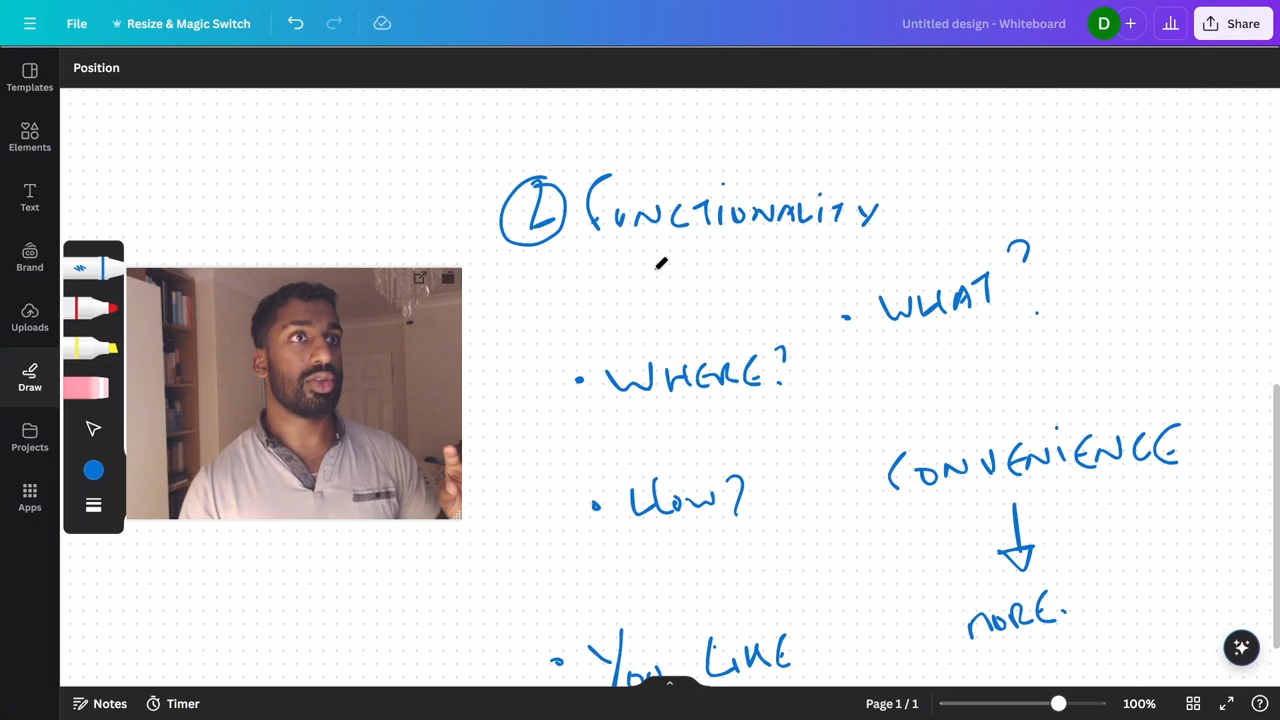 File
Resize & Magic Switch
Untitled design - Whiteboard
D
+
Share
Position
Templates
Elements
Text
Brand
Uploads
Draw
Projects
Apps
2 FUNCTIONALITY
• WHAT?
• WHERE?
CONVENIENCE
• HOW?
MORE.
• YOU LIKE
Notes
Timer
Page 1 / 1
100%